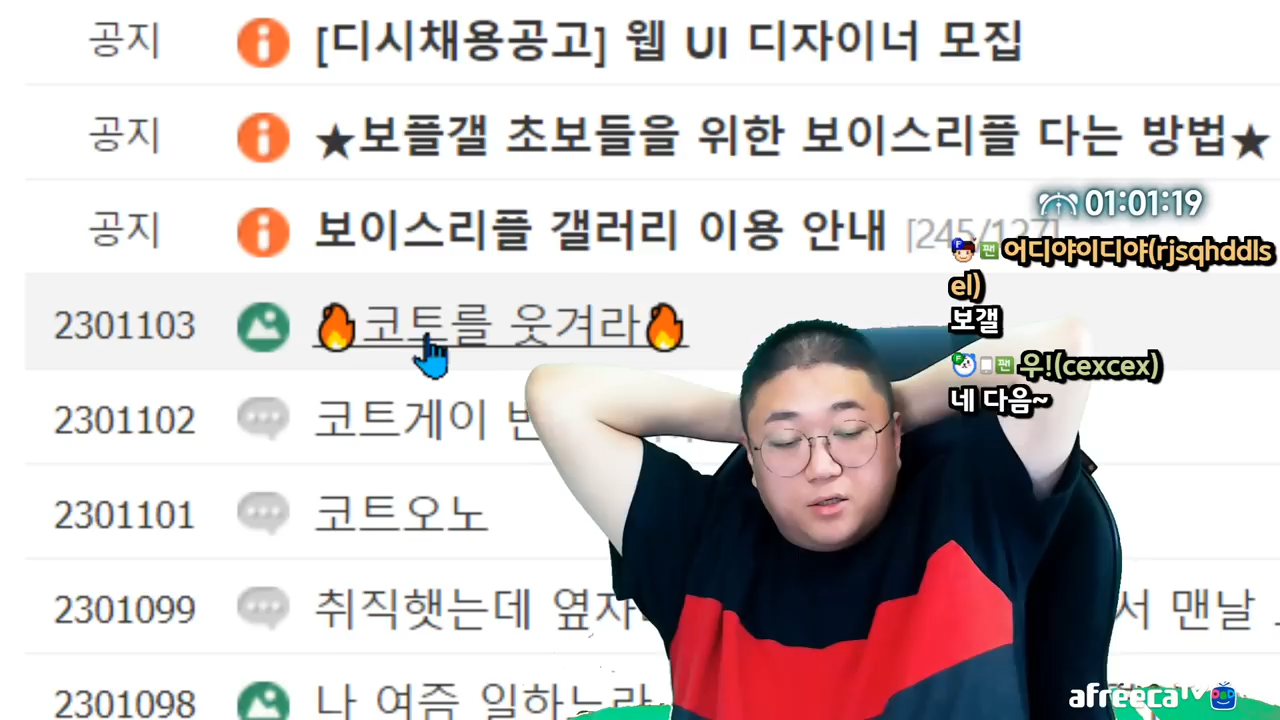 공지 [디시채용공고] 웹 UI 디자이너 모집
공지 ★보플갤 초보들을 위한 보이스리플 다는 방법★
공지 보이스리플 갤러리 이용 안내 [245/127]
01:01:19
어디야이디야(rjsqhddls
el)
보갤
우!(cexcex)
네 다음~
2301103 🔥코트를 웃겨라🔥
2301102 코트게이
2301101 코트오노
2301099 취직햇는데 옆자 서 맨날
2301098 나 여즘 일하느라
afreeca